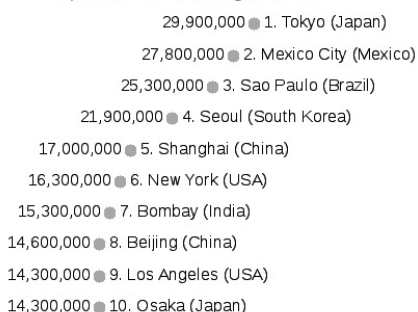 29,900,000 1. Tokyo (Japan)
27,800,000 2. Mexico City (Mexico)
25,300,000 3. Sao Paulo (Brazil)
21,900,000 4. Seoul (South Korea)
17,000,000 5. Shanghai (China)
16,300,000 6. New York (USA)
15,300,000 7. Bombay (India)
14,600,000 8. Beijing (China)
14,300,000 9. Los Angeles (USA)
14,300,000 10. Osaka (Japan)